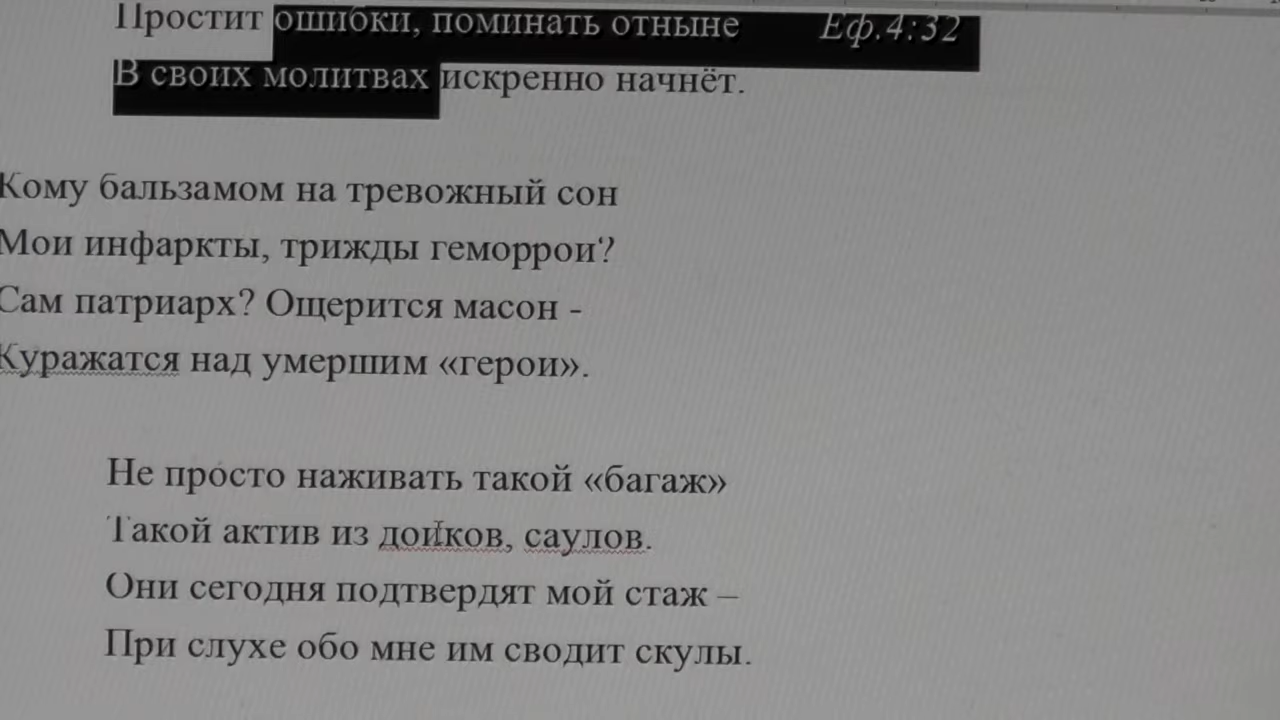 Простит ошибки, поминать отныне Еф.4:32
В своих молитвах искренно начнёт.
Кому бальзамом на тревожный сон
Мои инфаркты, трижды геморрои?
Сам патриарх? Ощерится масон -
Куражатся над умершим «герои».
Не просто наживать такой «багаж»
Такой актив из доиков, саулов.
Они сегодня подтвердят мой стаж –
При слухе обо мне им сводит скулы.